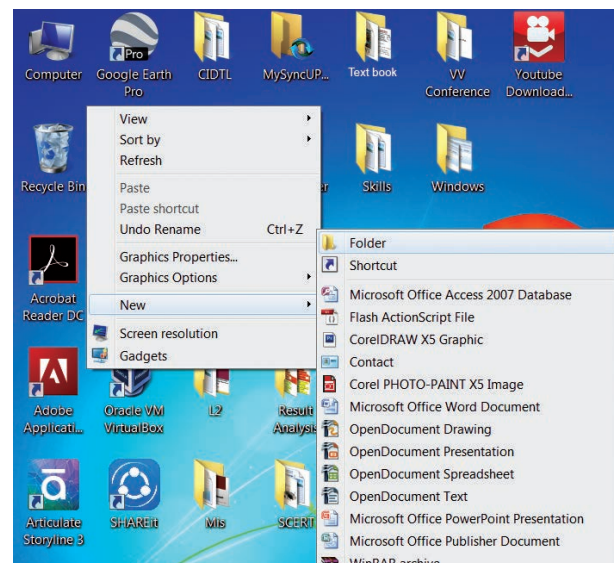 Pro
Computer
Google Earth
Pro
CIDTL
MySyncUP...
Text book
VV
Conference
Youtube
Download...
View
Sort by
Refresh
Paste
Paste shortcut
Undo Rename Ctrl+Z
Graphics Properties...
Graphics Options
New
Screen resolution
Gadgets
Recycle Bin
Skills
Windows
Acrobat
Reader DC
Folder
Shortcut
Microsoft Office Access 2007 Database
Flash ActionScript File
CorelDRAW X5 Graphic
Contact
Corel PHOTO-PAINT X5 Image
Microsoft Office Word Document
OpenDocument Drawing
OpenDocument Presentation
OpenDocument Spreadsheet
OpenDocument Text
Microsoft Office PowerPoint Presentation
Microsoft Office Publisher Document
WinRAR archive
Adobe
Applicati...
Oracle VM
VirtualBox
L2
Result
Analysis
Articulate
Storyline 3
SHAREit
Mis
SCERT